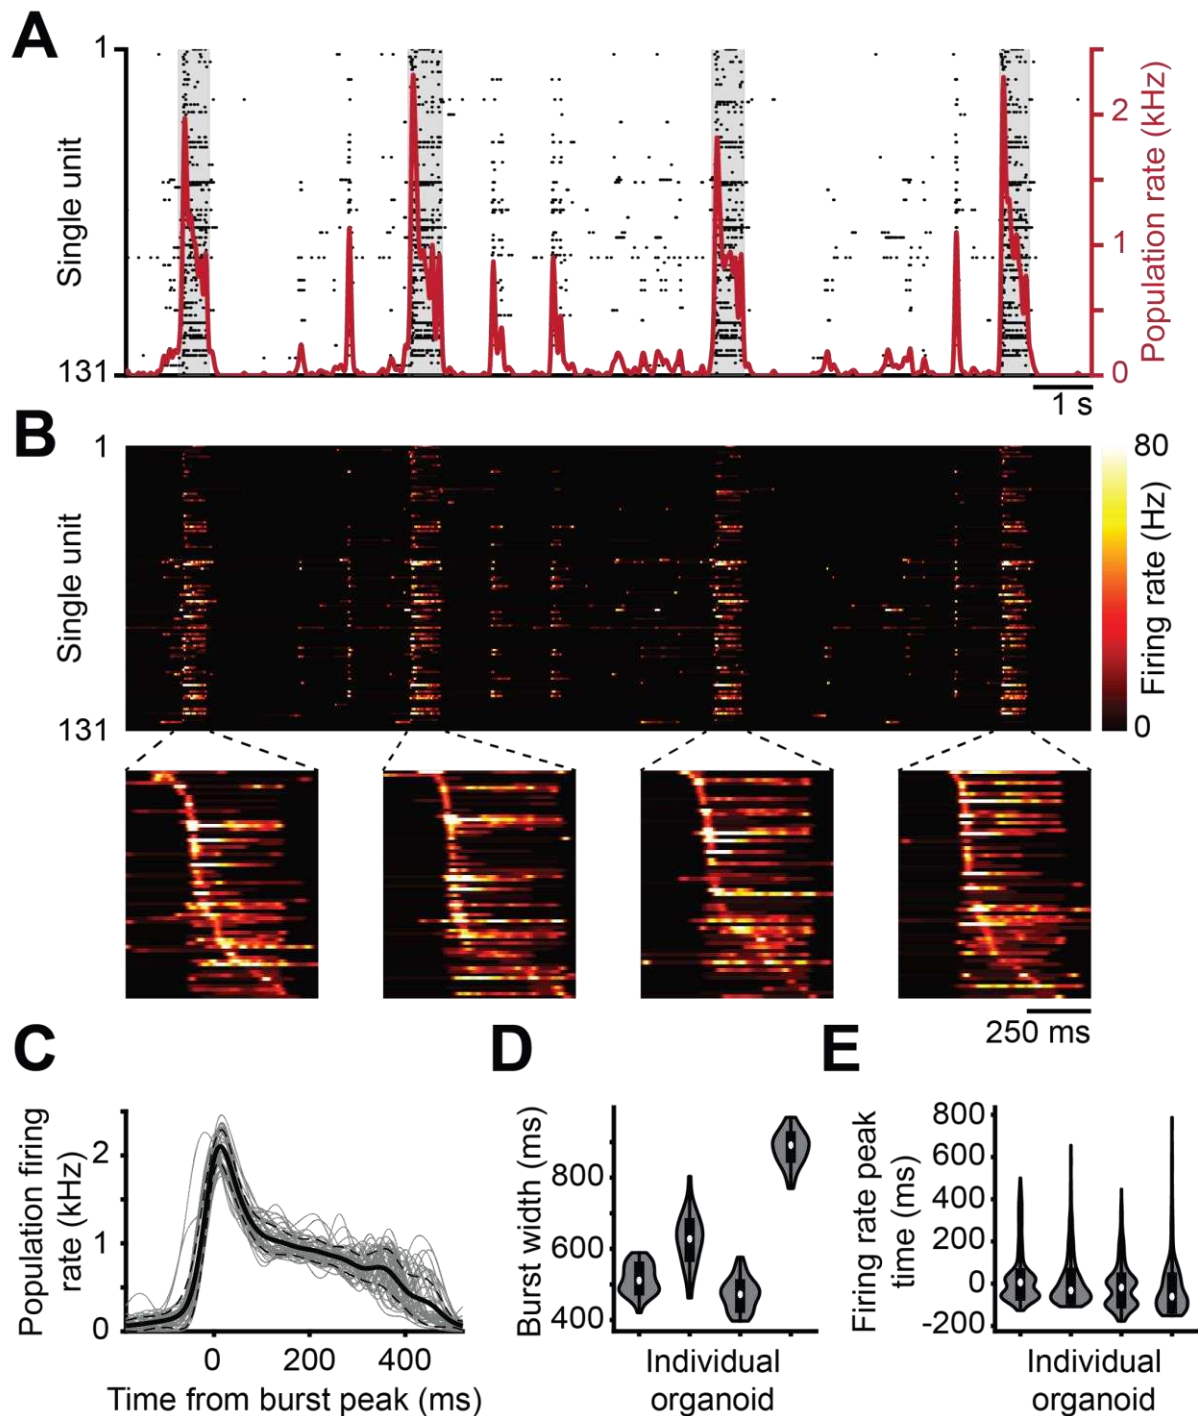 A
1
Single unit
131
2
1
0
Population rate (kHz)
1 s
B
1
Single unit
131
80
0
Firing rate (Hz)
250 ms
C
Population firing
rate (kHz)
2
1
0
0 200 400
Time from burst peak (ms)
D
Burst width (ms)
800
600
400
Individual
organoid
E
Firing rate peak
time (ms)
800
600
400
200
0
-200
Individual
organoid